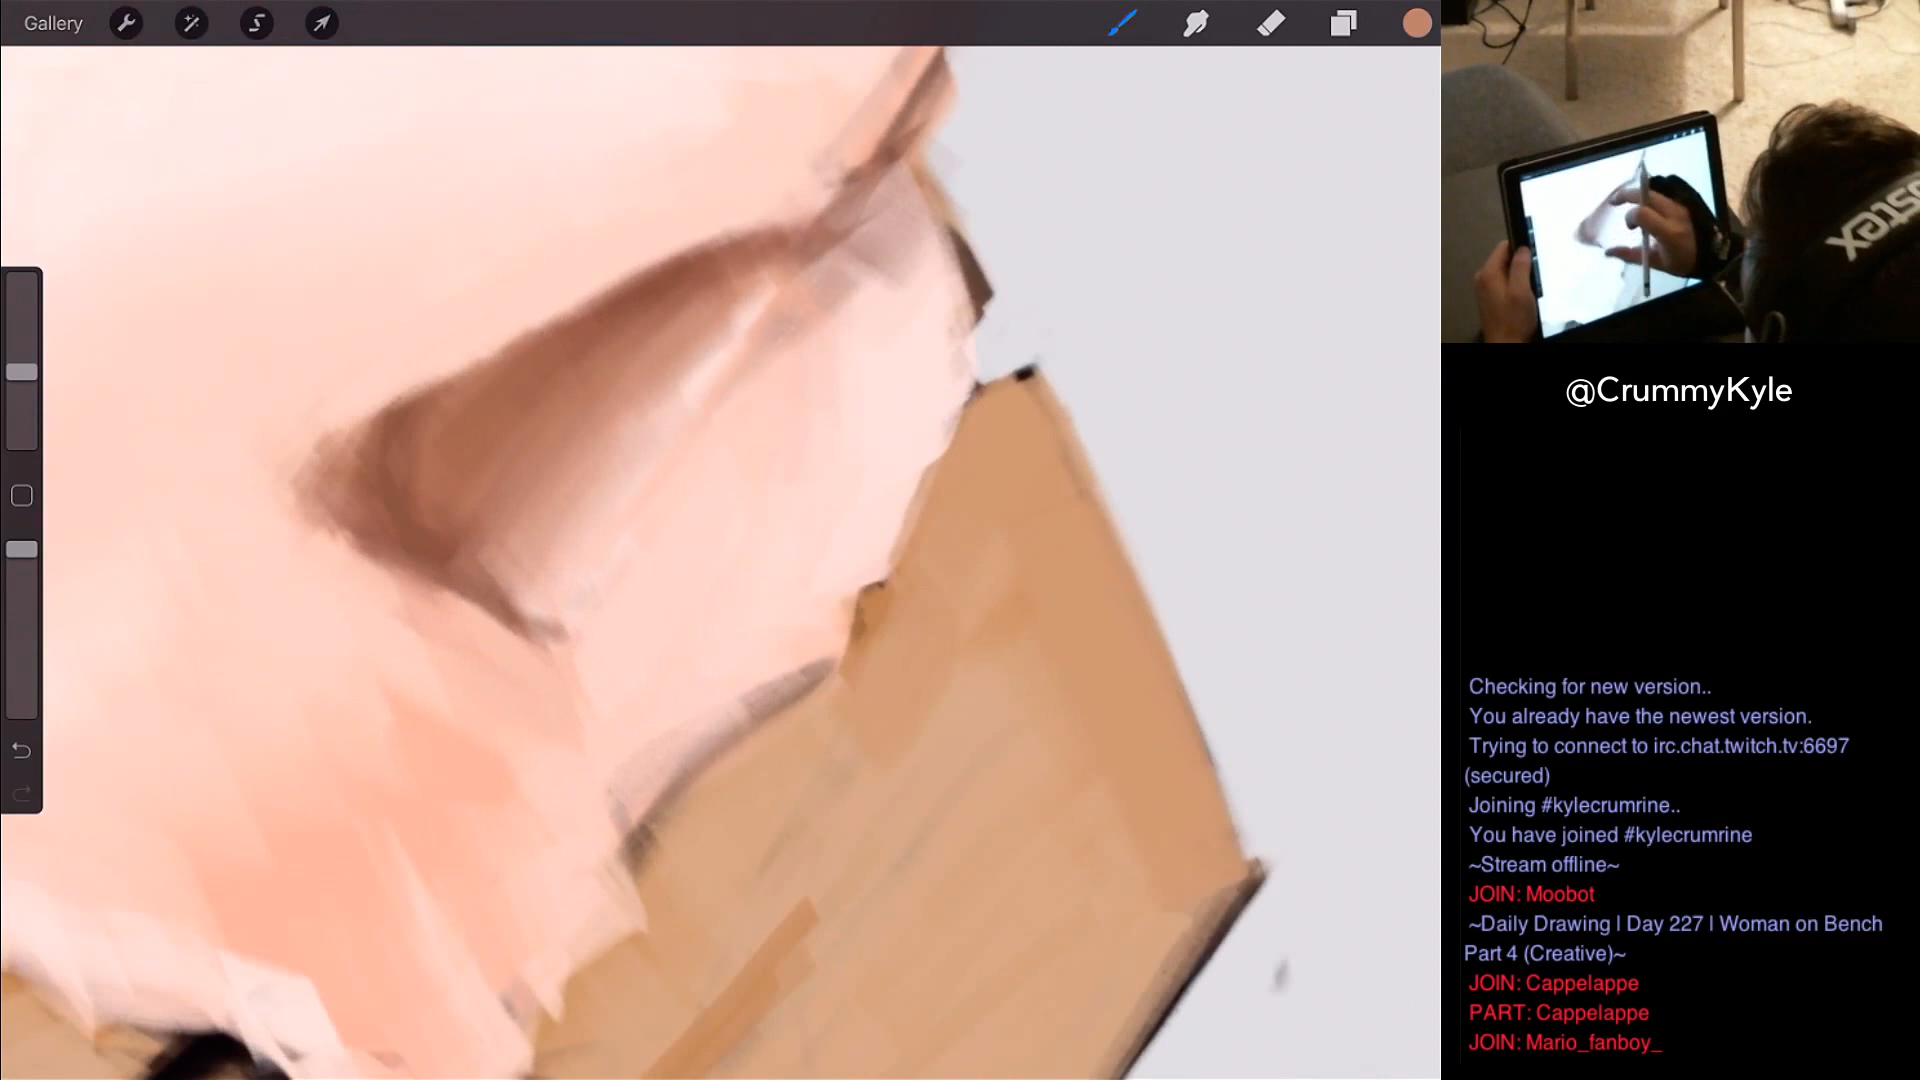 Gallery
@CrummyKyle
Checking for new version..
You already have the newest version.
Trying to connect to irc.chat.twitch.tv:6697
(secured)
Joining #kylecrumrine..
You have joined #kylecrumrine
~Stream offline~
JOIN: Moobot
~Daily Drawing | Day 227 | Woman on Bench
Part 4 (Creative)~
JOIN: Cappelappe
PART: Cappelappe
JOIN: Mario_fanboy_